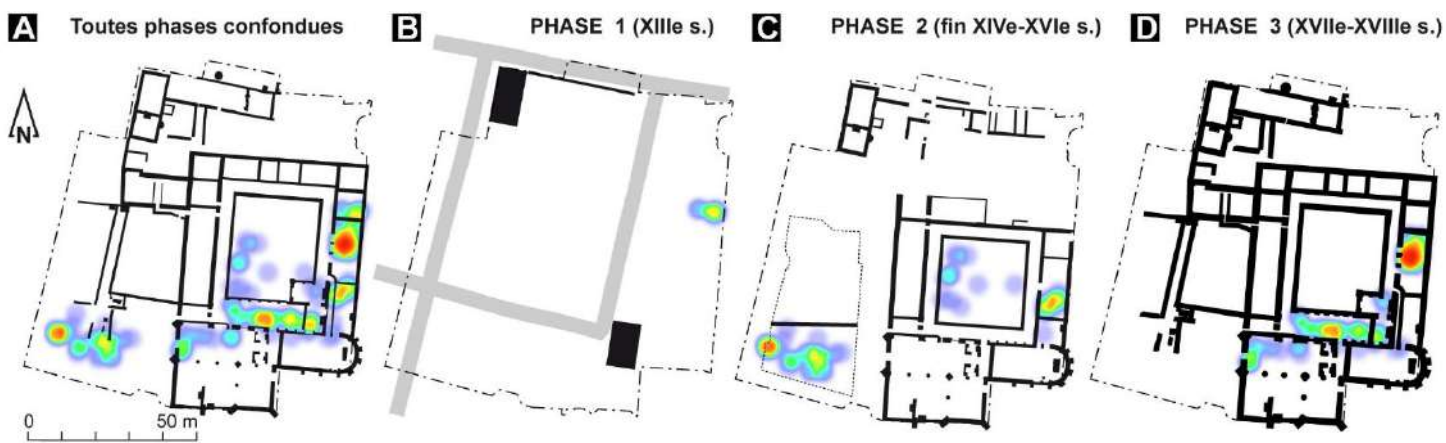 A Toutes phases confondues
B PHASE 1 (XIIIe s.)
C PHASE 2 (fin XIVe-XVIe s.)
D PHASE 3 (XVIIe-XVIIIe s.)
N
0 50 m